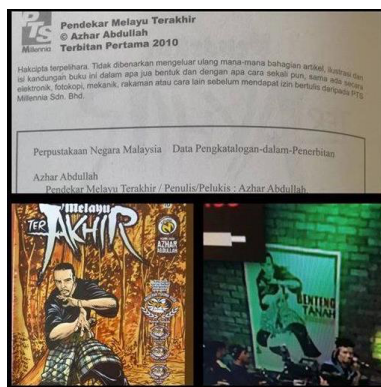 PTS
Millennia
Pendekar Melayu Terakhir
© Azhar Abdullah
Terbitan Pertama 2010
Hakcipta terpelihara. Tidak dibenarkan mengeluar ulang mana-mana bahagian artikel, ilustrasi dan
isi kandungan buku ini dalam apa jua bentuk dan dengan apa cara sekali pun, sama ada secara
elektronik, fotokopi, mekanik, rakaman atau cara lain sebelum mendapat izin bertulis daripada PTS
Millennia Sdn. Bhd.
Perpustakaan Negara Malaysia Data Pengkatalogan-dalam-Penerbitan
Azhar Abdullah
Pendekar Melayu Terakhir / Penulis/Pelukis : Azhar Abdullah
Melayu
TERAKHIR
AZHAR
ABDULLAH
BENTENG
TANAH